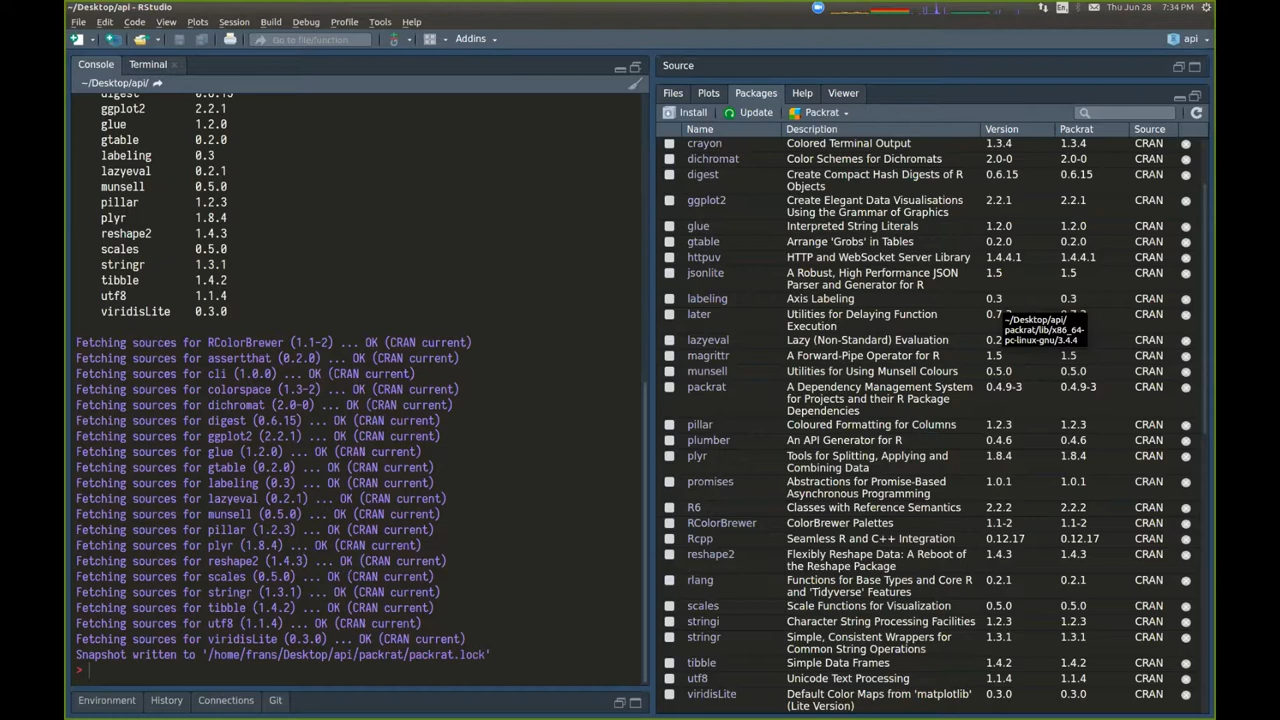 ~/Desktop/api - RStudio
Thu Jun 28 7:34 PM
File Edit Code View Plots Session Build Debug Profile Tools Help
Go to file/function
Addins
api
Console Terminal
~/Desktop/api/
digest 0.6.15
ggplot2 2.2.1
glue 1.2.0
gtable 0.2.0
labeling 0.3
lazyeval 0.2.1
munsell 0.5.0
pillar 1.2.3
plyr 1.8.4
reshape2 1.4.3
scales 0.5.0
stringr 1.3.1
tibble 1.4.2
utf8 1.1.4
viridisLite 0.3.0
Fetching sources for RColorBrewer (1.1-2) ... OK (CRAN current)
Fetching sources for assertthat (0.2.0) ... OK (CRAN current)
Fetching sources for cli (1.0.0) ... OK (CRAN current)
Fetching sources for colorspace (1.3-2) ... OK (CRAN current)
Fetching sources for dichromat (2.0-0) ... OK (CRAN current)
Fetching sources for digest (0.6.15) ... OK (CRAN current)
Fetching sources for ggplot2 (2.2.1) ... OK (CRAN current)
Fetching sources for glue (1.2.0) ... OK (CRAN current)
Fetching sources for gtable (0.2.0) ... OK (CRAN current)
Fetching sources for labeling (0.3) ... OK (CRAN current)
Fetching sources for lazyeval (0.2.1) ... OK (CRAN current)
Fetching sources for munsell (0.5.0) ... OK (CRAN current)
Fetching sources for pillar (1.2.3) ... OK (CRAN current)
Fetching sources for plyr (1.8.4) ... OK (CRAN current)
Fetching sources for reshape2 (1.4.3) ... OK (CRAN current)
Fetching sources for scales (0.5.0) ... OK (CRAN current)
Fetching sources for stringr (1.3.1) ... OK (CRAN current)
Fetching sources for tibble (1.4.2) ... OK (CRAN current)
Fetching sources for utf8 (1.1.4) ... OK (CRAN current)
Fetching sources for viridisLite (0.3.0) ... OK (CRAN current)
Snapshot written to '/home/frans/Desktop/api/packrat/packrat.lock'
>
Environment History Connections Git
Source
Files Plots Packages Help Viewer
Install Update Packrat
Name Description Version Packrat Source
crayon Colored Terminal Output 1.3.4 1.3.4 CRAN
dichromat Color Schemes for Dichromats 2.0-0 2.0-0 CRAN
digest Create Compact Hash Digests of R 0.6.15 0.6.15 CRAN
Objects
ggplot2 Create Elegant Data Visualisations 2.2.1 2.2.1 CRAN
Using the Grammar of Graphics
glue Interpreted String Literals 1.2.0 1.2.0 CRAN
gtable Arrange 'Grobs' in Tables 0.2.0 0.2.0 CRAN
httpuv HTTP and WebSocket Server Library 1.4.4.1 1.4.4.1 CRAN
jsonlite A Robust, High Performance JSON 1.5 1.5 CRAN
Parser and Generator for R
labeling Axis Labeling 0.3 0.3 CRAN
later Utilities for Delaying Function CRAN
Execution
~/Desktop/api/
packrat/lib/x86_64-
pc-linux-gnu/3.4.4
lazyeval Lazy (Non-Standard) Evaluation CRAN
magrittr A Forward-Pipe Operator for R 1.5 1.5 CRAN
munsell Utilities for Using Munsell Colours 0.5.0 0.5.0 CRAN
packrat A Dependency Management System 0.4.9-3 0.4.9-3 CRAN
for Projects and their R Package
Dependencies
pillar Coloured Formatting for Columns 1.2.3 1.2.3 CRAN
plumber An API Generator for R 0.4.6 0.4.6 CRAN
plyr Tools for Splitting, Applying and 1.8.4 1.8.4 CRAN
Combining Data
promises Abstractions for Promise-Based 1.0.1 1.0.1 CRAN
Asynchronous Programming
R6 Classes with Reference Semantics 2.2.2 2.2.2 CRAN
RColorBrewer ColorBrewer Palettes 1.1-2 1.1-2 CRAN
Rcpp Seamless R and C++ Integration 0.12.17 0.12.17 CRAN
reshape2 Flexibly Reshape Data: A Reboot of 1.4.3 1.4.3 CRAN
the Reshape Package
rlang Functions for Base Types and Core R 0.2.1 0.2.1 CRAN
and 'Tidyverse' Features
scales Scale Functions for Visualization 0.5.0 0.5.0 CRAN
stringi Character String Processing Facilities 1.2.3 1.2.3 CRAN
stringr Simple, Consistent Wrappers for 1.3.1 1.3.1 CRAN
Common String Operations
tibble Simple Data Frames 1.4.2 1.4.2 CRAN
utf8 Unicode Text Processing 1.1.4 1.1.4 CRAN
viridisLite Default Color Maps from 'matplotlib' 0.3.0 0.3.0 CRAN
(Lite Version)